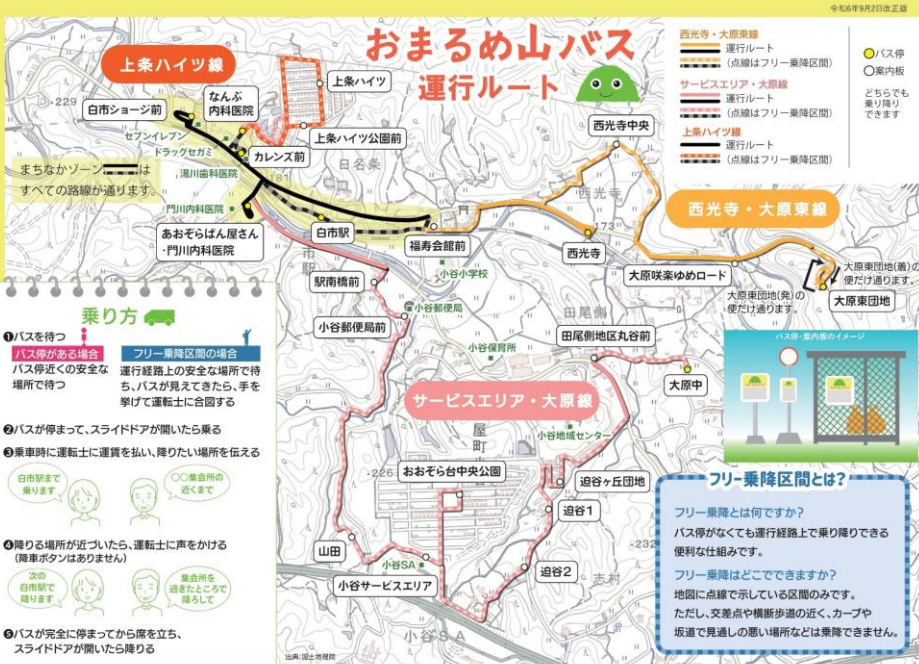 令和6年9月2日改正版
おまるめ山バス
運行ルート
西光寺・大原東線
運行ルート
(点線はフリー乗降区間)
サービスエリア・大原線
運行ルート
(点線はフリー乗降区間)
上条ハイツ線
運行ルート
(点線はフリー乗降区間)
バス停
案内板
どちらでも
乗り降り
できます
上条ハイツ線
上条ハイツ
白市ショージ前
なんぶ
内科医院
セブンイレブン
ドラッグセガミ
上条ハイツ公園前
カレンズ前
日名条
西光寺中央
まちなかゾーン は
すべての路線が通ります。
湯川歯科医院
門川内科医院
あおぞらぱん屋さん
・門川内科医院
白市駅
福寿会館前
西光寺
西光寺
西光寺・大原東線
大原咲楽ゆめロード
大原東団地(着)の
便だけ通ります。
大原東団地(発)の
便だけ通ります。
大原東団地
駅南橋前
小谷小学校
小谷郵便局
小谷郵便局前
田尾側
田尾側地区丸谷前
小谷保育所
大原中
サービスエリア・大原線
小谷地域センター
おおぞら台中央公園
迫谷ヶ丘団地
迫谷1
迫谷2
志村
山田
小谷SA
小谷サービスエリア
小谷SA
出典:国土地理院
乗り方
❶バスを待つ
バス停がある場合
バス停近くの安全な
場所で待つ
フリー乗降区間の場合
運行経路上の安全な場所で待
ち、バスが見えてきたら、手を
挙げて運転士に合図する
❷バスが停まって、スライドドアが開いたら乗る
❸乗車時に運転士に運賃を払い、降りたい場所を伝える
白市駅まで
乗ります
○○集会所の
近くまで
❹降りる場所が近づいたら、運転士に声をかける
(降車ボタンはありません)
次の
白市駅で
降ります
集会所を
過ぎたところで
降ろして
❺バスが完全に停まってから席を立ち、
スライドドアが開いたら降りる
バス停・案内板のイメージ
フリー乗降区間とは?
フリー乗降とは何ですか?
バス停がなくても運行経路上で乗り降りできる
便利な仕組みです。
フリー乗降はどこでできますか?
地図に点線で示している区間のみです。
ただし、交差点や横断歩道の近く、カーブや
坂道で見通しの悪い場所などは乗降できません。